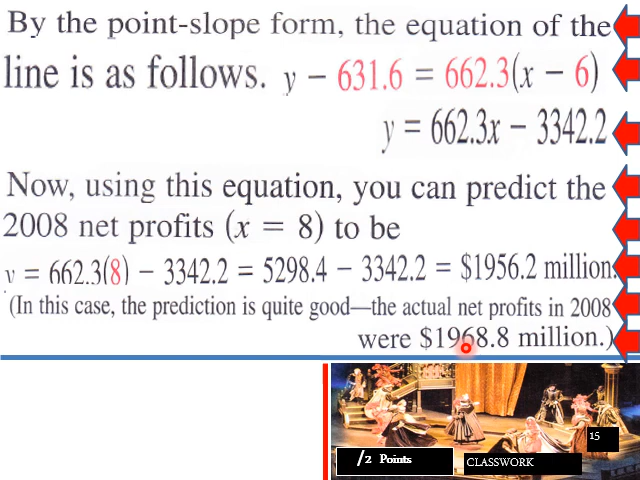 By the point-slope form, the equation of the
line is as follows. y − 631.6 = 662.3(x − 6)
y = 662.3x − 3342.2
Now, using this equation, you can predict the
2008 net profits (x = 8) to be
y = 662.3(8) − 3342.2 = 5298.4 − 3342.2 = $1956.2 million.
(In this case, the prediction is quite good—the actual net profits in 2008
were $1968.8 million.)
15
/2 Points
CLASSWORK